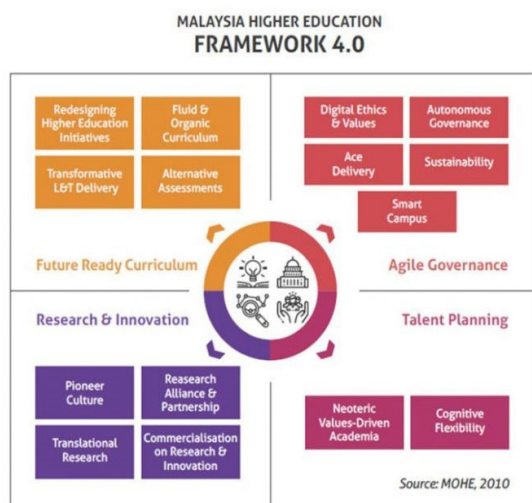 MALAYSIA HIGHER EDUCATION
FRAMEWORK 4.0
Redesigning
Higher Education
Initiatives
Fluid &
Organic
Curriculum
Transformative
L&T Delivery
Alternative
Assessments
Future Ready Curriculum
Digital Ethics
& Values
Autonomous
Governance
Ace
Delivery
Sustainability
Smart
Campus
Agile Governance
Research & Innovation
Pioneer
Culture
Reasearch
Alliance &
Partnership
Translational
Research
Commercialisation
on Research &
Innovation
Talent Planning
Neoteric
Values-Driven
Academia
Cognitive
Flexibility
Source: MOHE, 2010